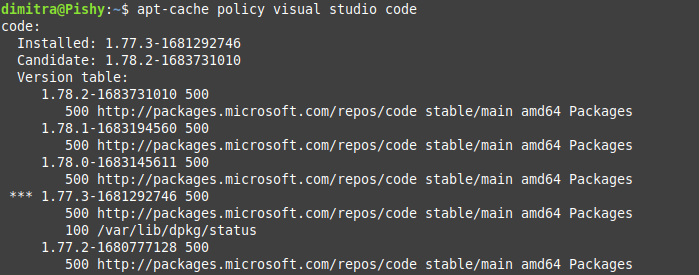 dimitra@Pishy:~$ apt-cache policy visual studio code
code:
  Installed: 1.77.3-1681292746
  Candidate: 1.78.2-1683731010
  Version table:
     1.78.2-1683731010 500
        500 http://packages.microsoft.com/repos/code stable/main amd64 Packages
     1.78.1-1683194560 500
        500 http://packages.microsoft.com/repos/code stable/main amd64 Packages
     1.78.0-1683145611 500
        500 http://packages.microsoft.com/repos/code stable/main amd64 Packages
 *** 1.77.3-1681292746 500
        500 http://packages.microsoft.com/repos/code stable/main amd64 Packages
        100 /var/lib/dpkg/status
     1.77.2-1680777128 500
        500 http://packages.microsoft.com/repos/code stable/main amd64 Packages